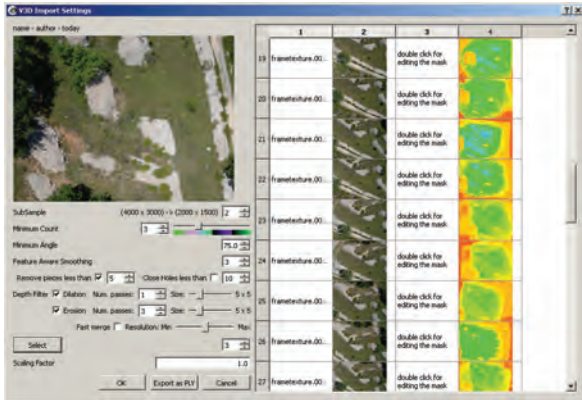 V3D Import Settings
name - author - today
SubSample (4000 x 3000) -> (2000 x 1500) 2
Minimum Count 3
Minimum Angle 75.0
Feature Aware Smoothing 3
Remove pieces less than 5 Close Holes less than 10
Depth Filter Dilation Num. passes: 1 Size: 5 x 5
Erosion Num. passes: 3 Size: 5 x 5
Fast merge Resolution: Min Max
Select 3
Scaling Factor 1.0
OK Export as PLY Cancel
1 2 3 4
19 frametexture.00... double click for
editing the mask
20 frametexture.00... double click for
editing the mask
21 frametexture.00... double click for
editing the mask
22 frametexture.00... double click for
editing the mask
23 frametexture.00... double click for
editing the mask
24 frametexture.00... double click for
editing the mask
25 frametexture.00... double click for
editing the mask
26 frametexture.00... double click for
editing the mask
27 frametexture.00... double click for
editing the mask